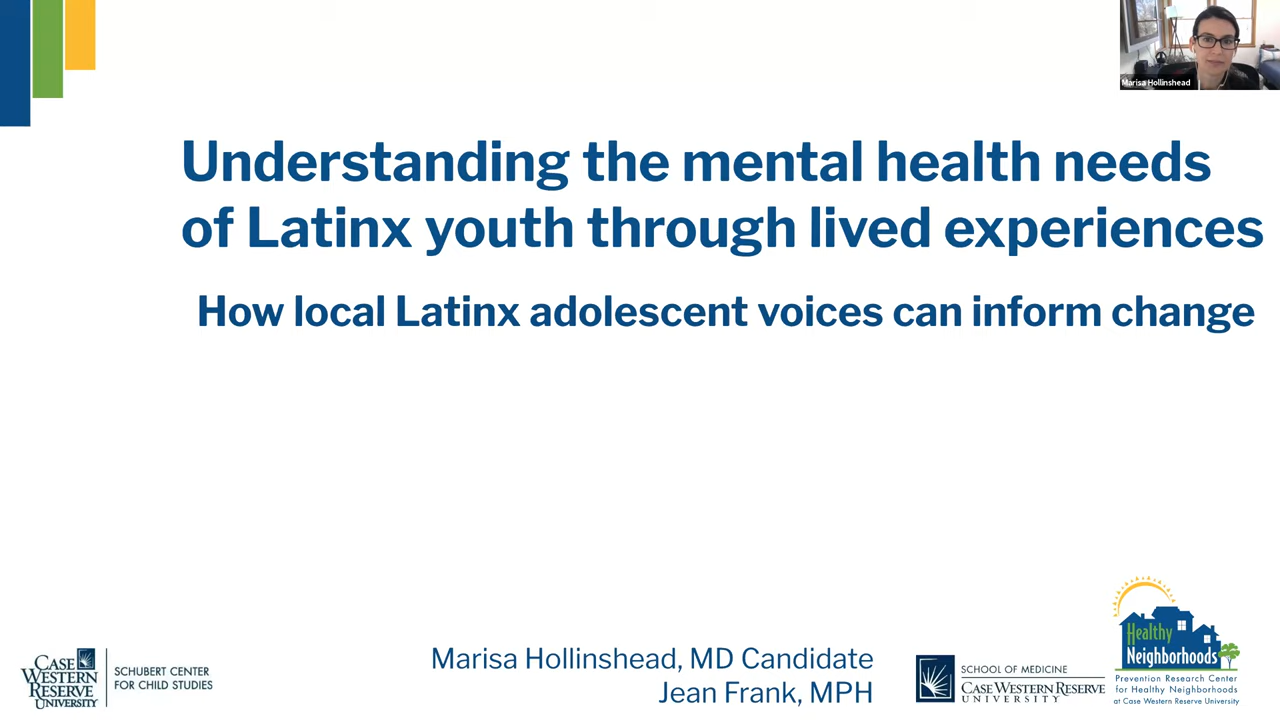 Marisa Hollinshead
Understanding the mental health needs
of Latinx youth through lived experiences
How local Latinx adolescent voices can inform change
Marisa Hollinshead, MD Candidate
Jean Frank, MPH
CASE
WESTERN
RESERVE
UNIVERSITY
SCHUBERT CENTER
FOR CHILD STUDIES
SCHOOL OF MEDICINE
CASE WESTERN RESERVE
UNIVERSITY
Healthy
Neighborhoods
Prevention Research Center
for Healthy Neighborhoods
at Case Western Reserve University